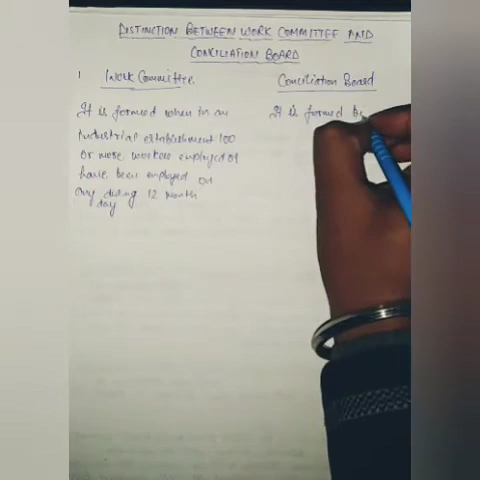 DISTINCTION BETWEEN WORK COMMITTEE AND
CONCILIATION BOARD
1 Work Committee
Conciliation Board
It is formed when in an
Industrial establishment 100
or more workers employed or
have been employed on
any day during 12 month
It is formed by